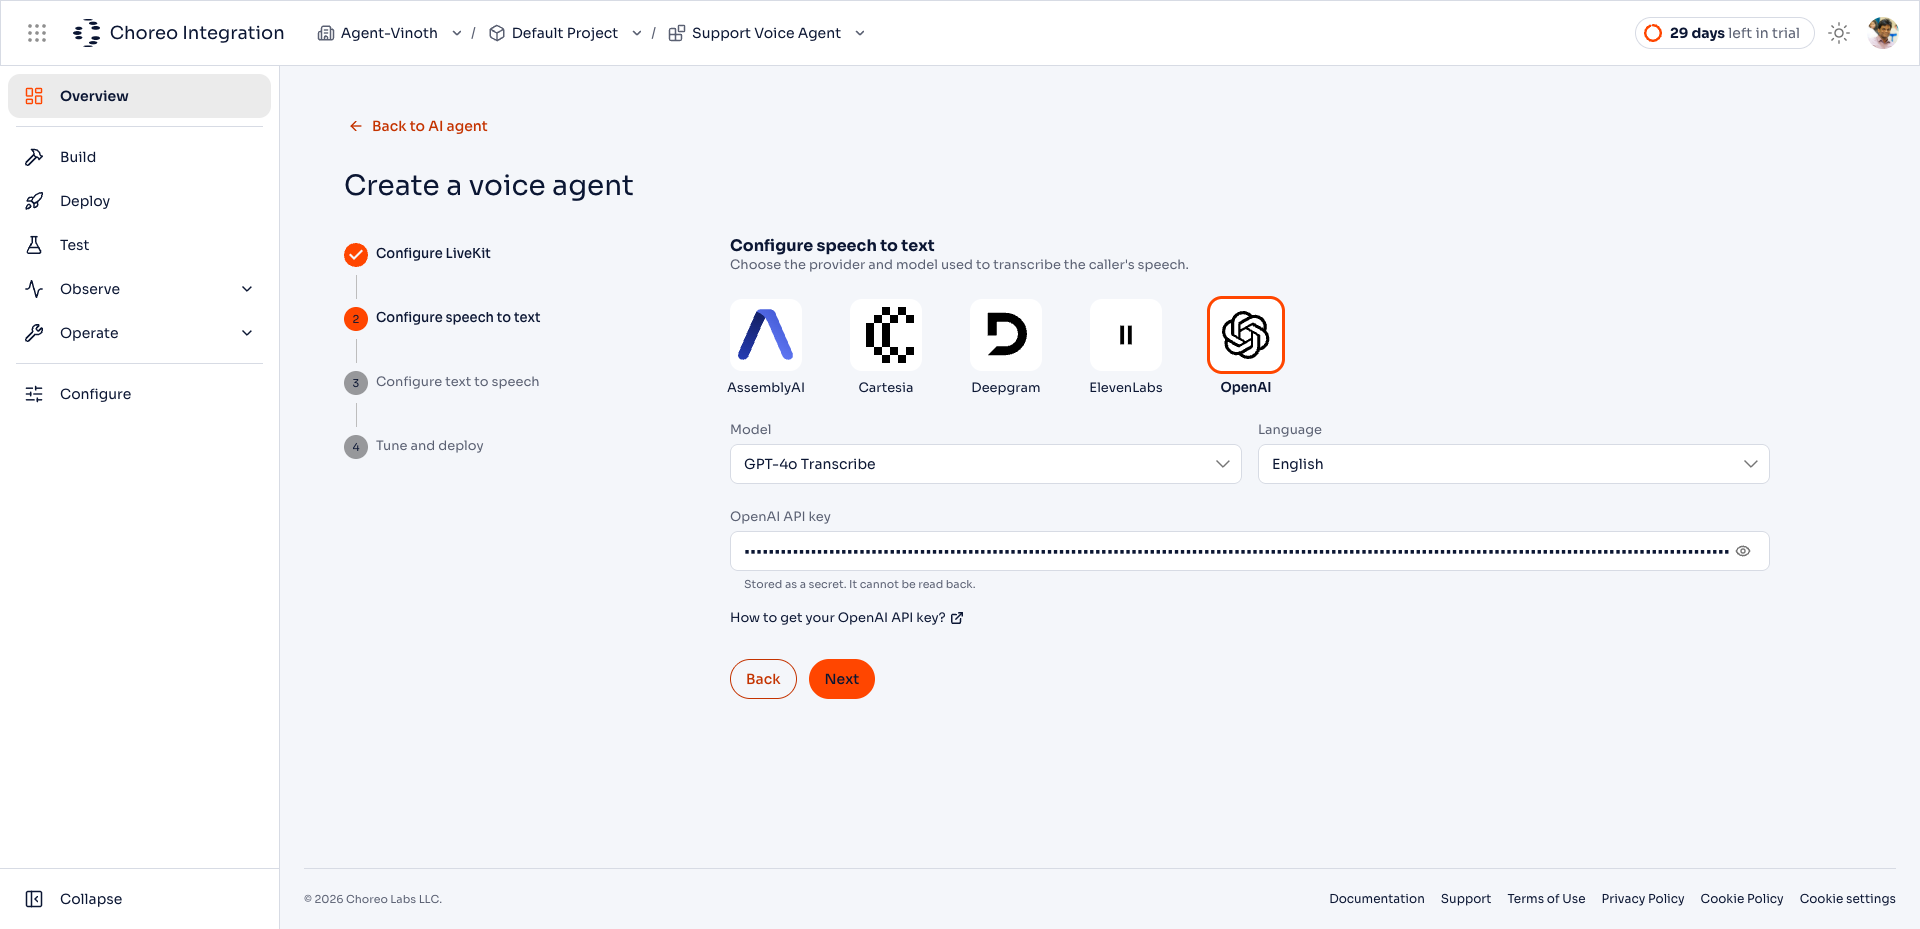 Choreo Integration
Agent-Vinoth / Default Project / Support Voice Agent
29 days left in trial
Overview
Build
Deploy
Test
Observe
Operate
Configure
Collapse
Back to AI agent
Create a voice agent
Configure LiveKit
2 Configure speech to text
3 Configure text to speech
4 Tune and deploy
Configure speech to text
Choose the provider and model used to transcribe the caller's speech.
AssemblyAI Cartesia Deepgram ElevenLabs OpenAI
Model Language
GPT-4o Transcribe English
OpenAI API key
Stored as a secret. It cannot be read back.
How to get your OpenAI API key?
Back Next
© 2026 Choreo Labs LLC.
Documentation Support Terms of Use Privacy Policy Cookie Policy Cookie settings